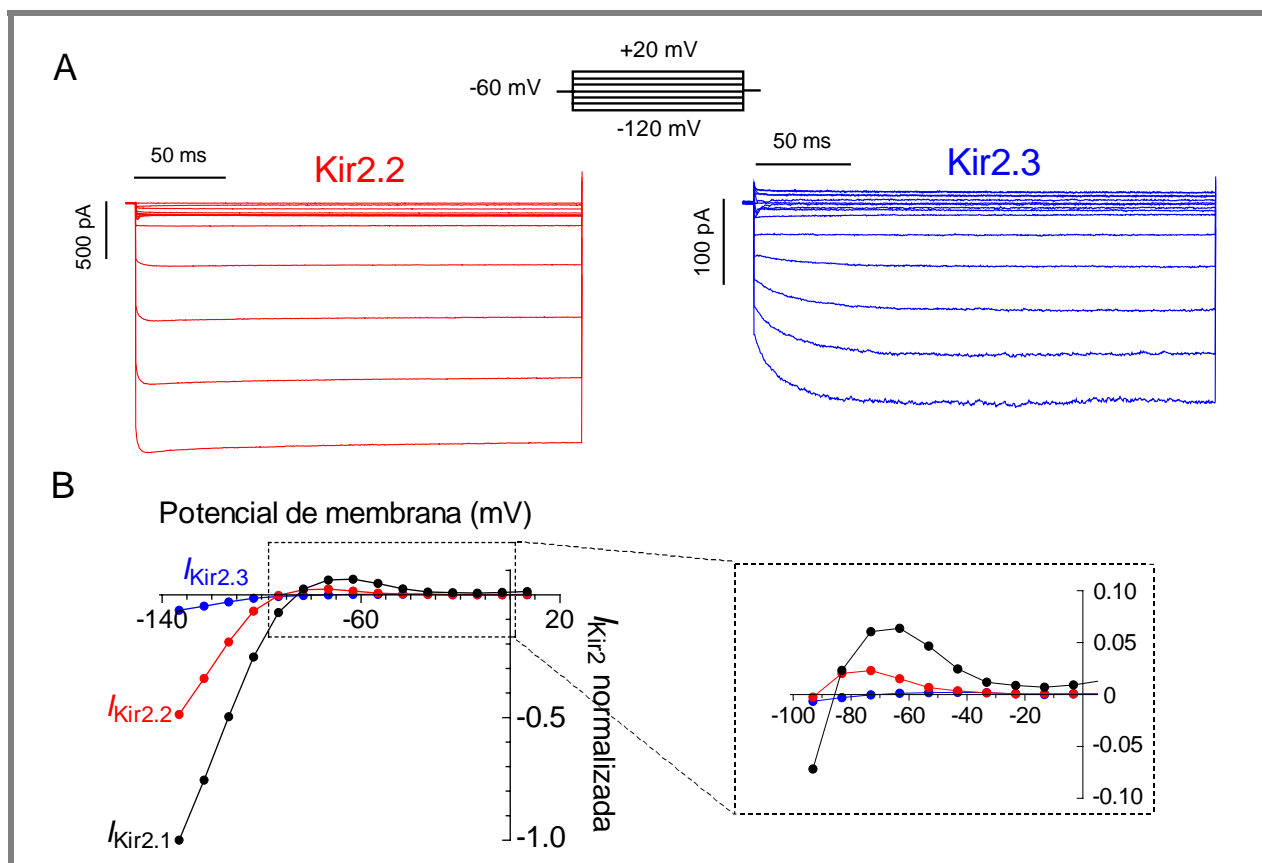 A
+20 mV
-60 mV
-120 mV
50 ms
Kir2.2
500 pA
50 ms
Kir2.3
100 pA
B
Potencial de membrana (mV)
IKir2.3
-140
-60
20
IKir2 normalizada
-0.5
-1.0
IKir2.2
IKir2.1
0.10
0.05
0
-0.05
-0.10
-100
-80
-60
-40
-20